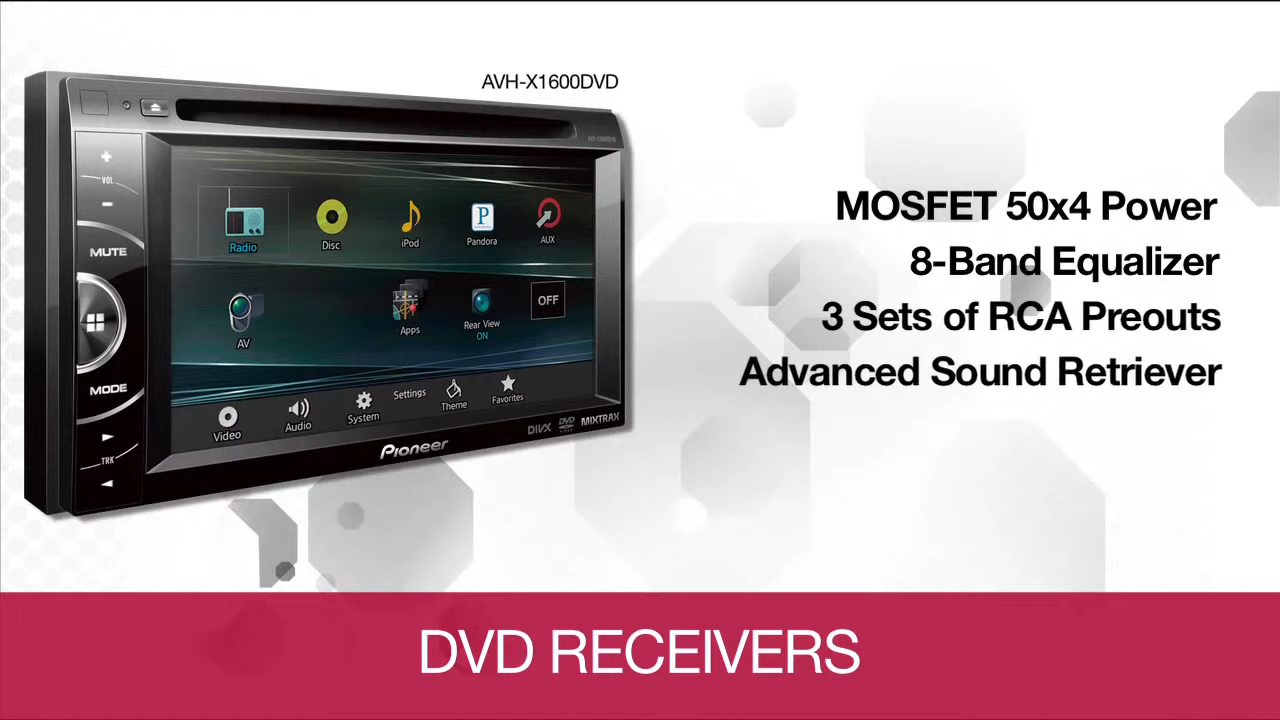 AVH-X1600DVD
+
VOL
-
MUTE
MODE
TRK
Radio
Disc
iPod
P
Pandora
AUX
AV
Apps
Rear View
ON
OFF
Video
Audio
System
Settings
Theme
Favorites
Pioneer
DIVX
DVD
MIXTRAX
MOSFET 50x4 Power
8-Band Equalizer
3 Sets of RCA Preouts
Advanced Sound Retriever
DVD RECEIVERS